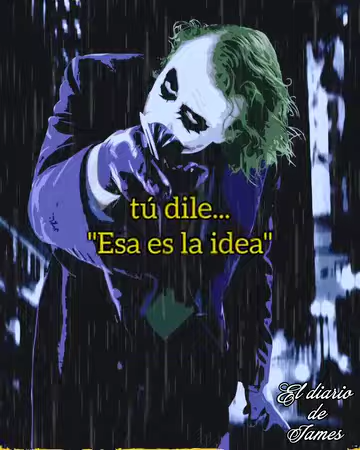 tú dile...
"Esa es la idea"
El diario
de
James